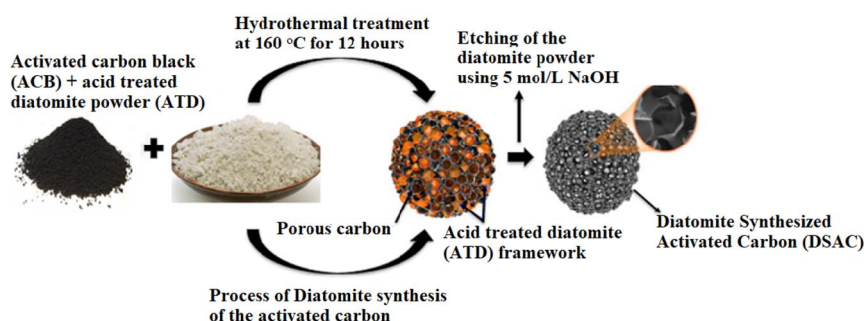 Hydrothermal treatment
at 160 °C for 12 hours
Etching of the
diatomite powder
using 5 mol/L NaOH
Activated carbon black
(ACB) + acid treated
diatomite powder (ATD)
Porous carbon
Acid treated diatomite
(ATD) framework
Diatomite Synthesized
Activated Carbon (DSAC)
Process of Diatomite synthesis
of the activated carbon